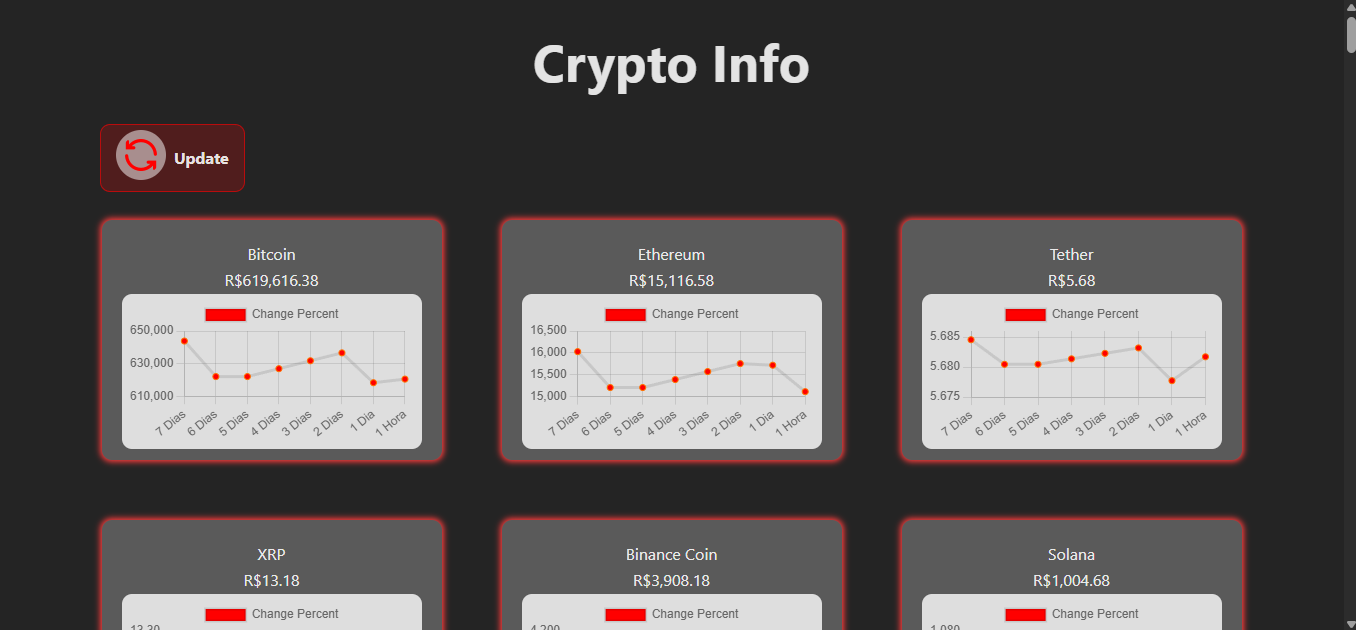 Crypto Info
Update
Bitcoin
R$619,616.38
Change Percent
650,000
630,000
610,000
7 Dias 6 Dias 5 Dias 4 Dias 3 Dias 2 Dias 1 Dia 1 Hora
Ethereum
R$15,116.58
Change Percent
16,500
16,000
15,500
15,000
7 Dias 6 Dias 5 Dias 4 Dias 3 Dias 2 Dias 1 Dia 1 Hora
Tether
R$5.68
Change Percent
5.685
5.680
5.675
7 Dias 6 Dias 5 Dias 4 Dias 3 Dias 2 Dias 1 Dia 1 Hora
XRP
R$13.18
Change Percent
13.30
Binance Coin
R$3,908.18
Change Percent
4,200
Solana
R$1,004.68
Change Percent
1,080